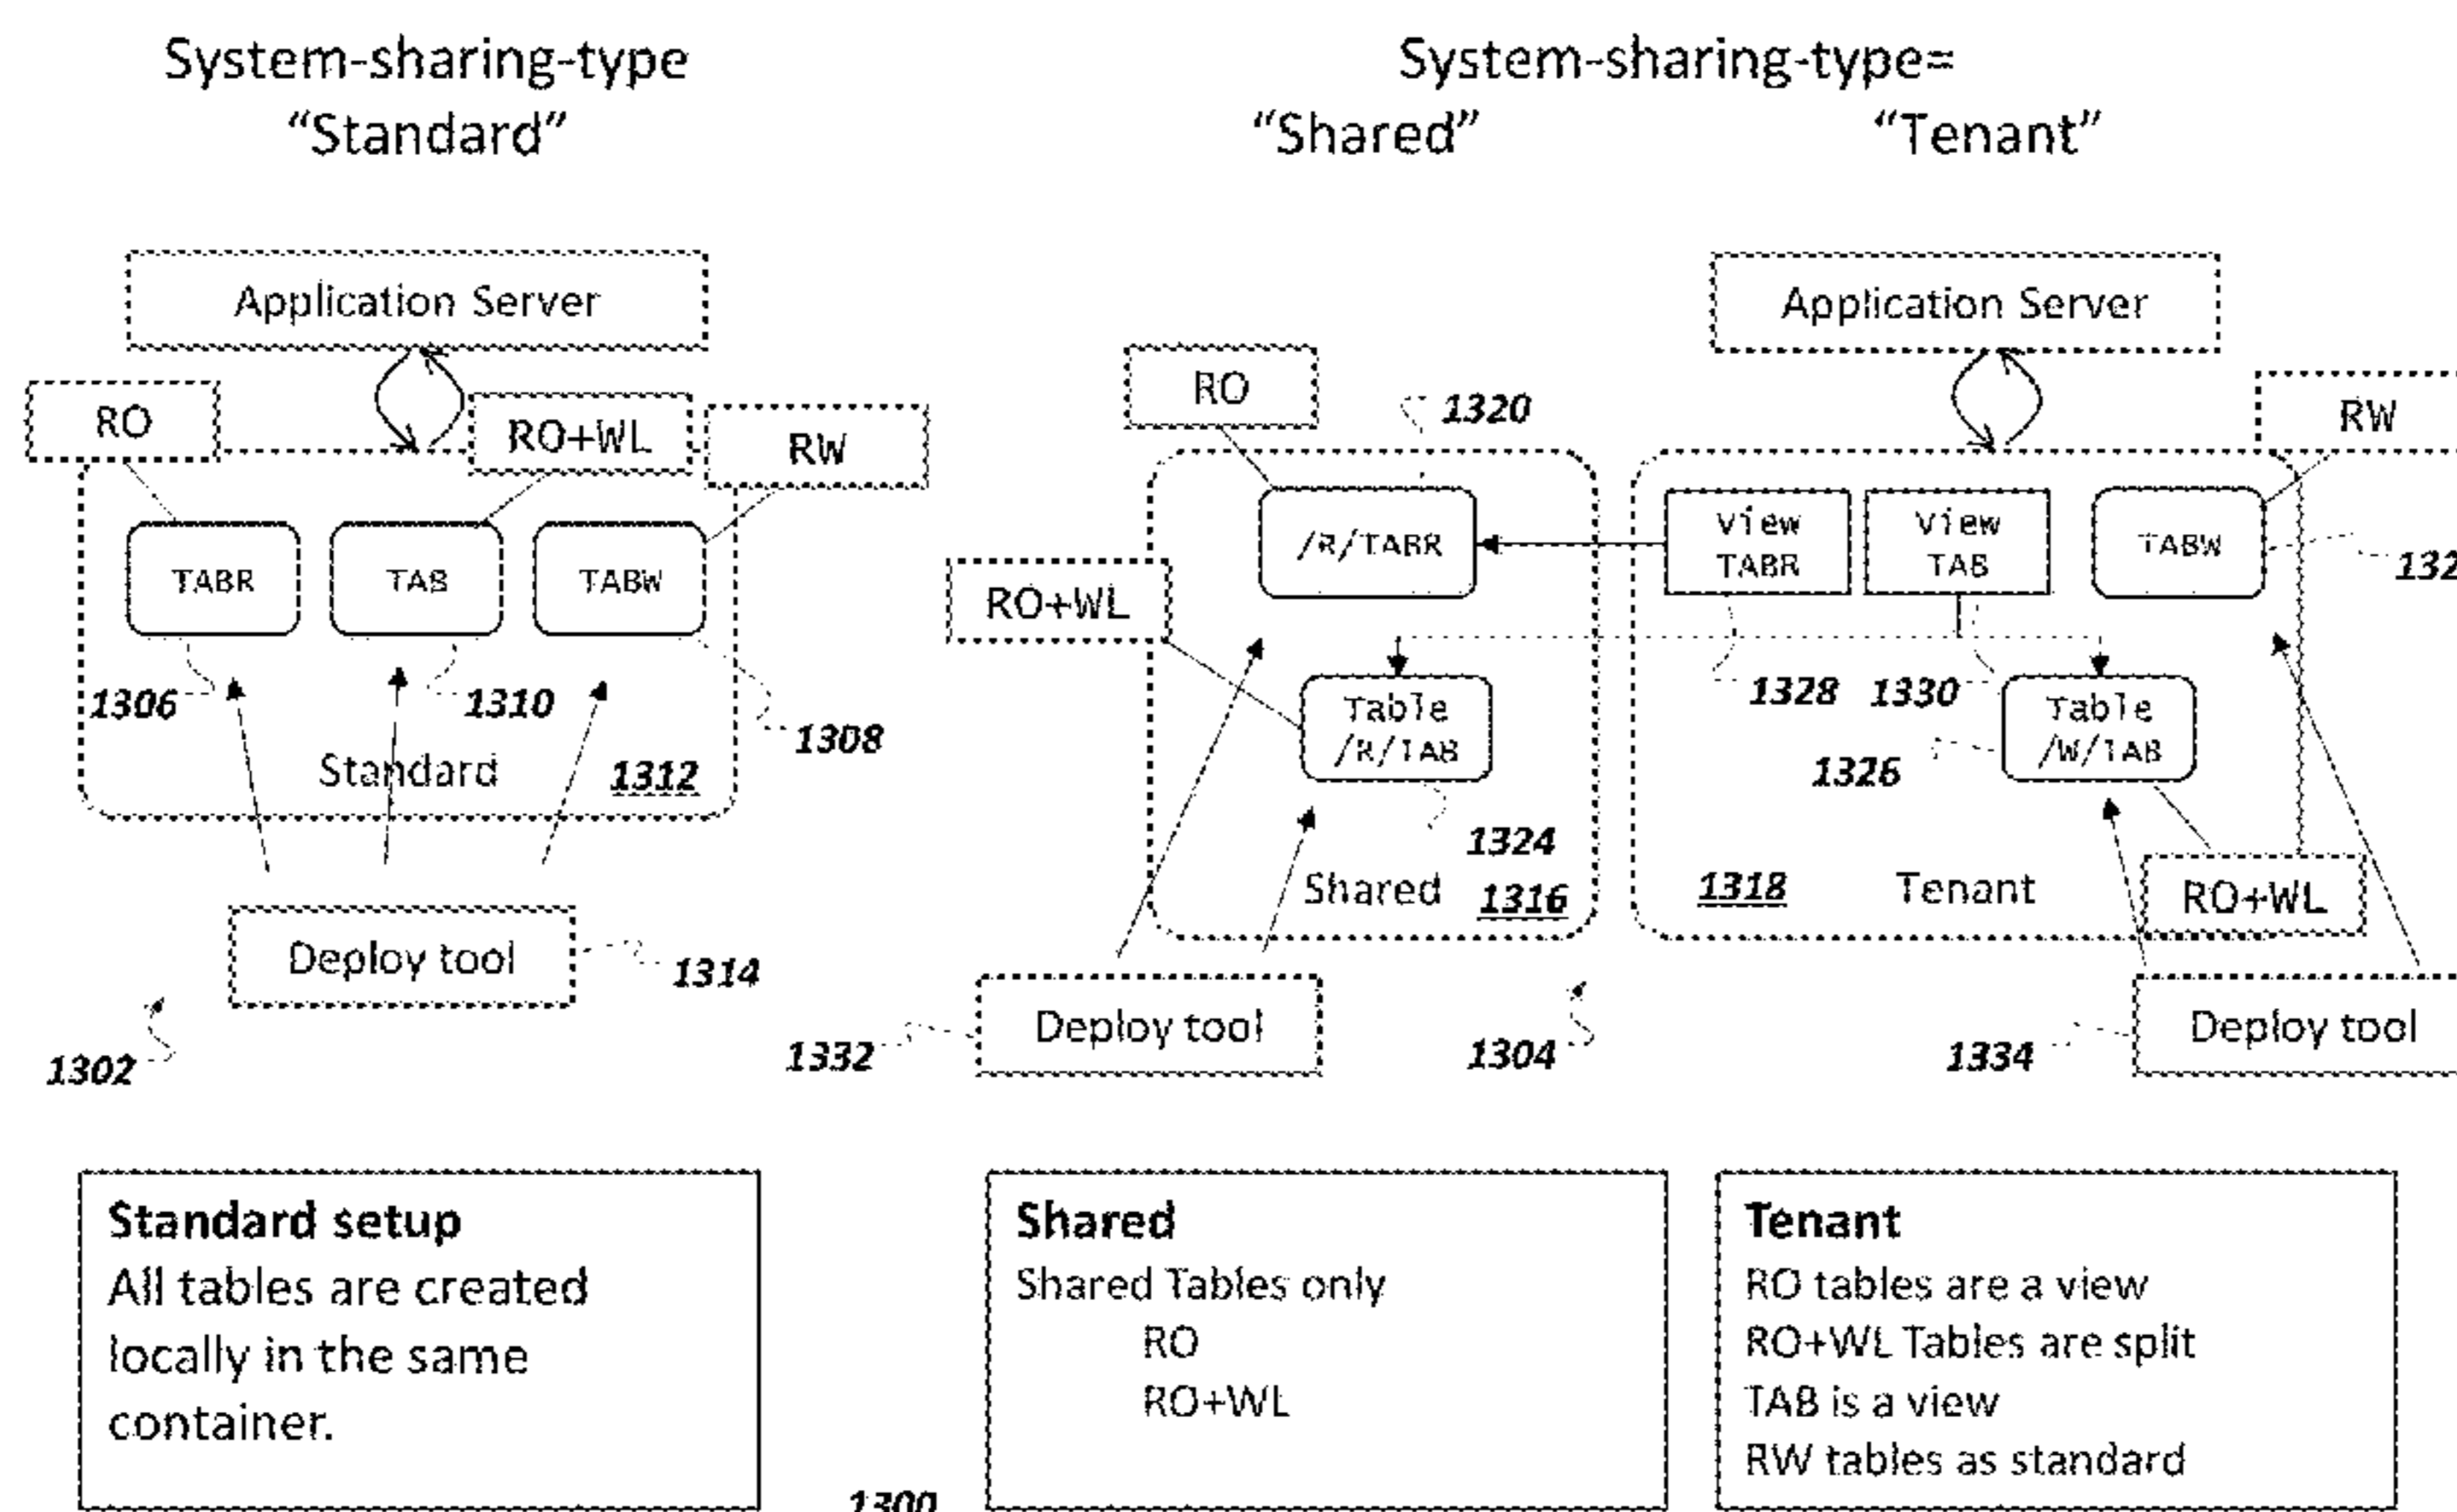 System-sharing-type
"Standard"
System-sharing-type=
"Shared"
"Tenant"
Application Server
RO
RO+WL
RW
TABR
TAB
TABW
1306
1310
1308
Standard
1312
Deploy tool
1314
1302
Application Server
RO
1320
RW
/R/TABR
View
TABR
View
TAB
TABW
RO+WL
1328
1330
Table
/R/TAB
Table
/W/TAB
1326
1324
Shared
1316
1318
Tenant
RO+WL
Deploy tool
1332
1304
1334
Deploy tool
Standard setup
All tables are created
locally in the same
container.
Shared
Shared Tables only
RO
RO+WL
Tenant
RO tables are a view
RO+WL Tables are split
TAB is a view
RW tables as standard
1300